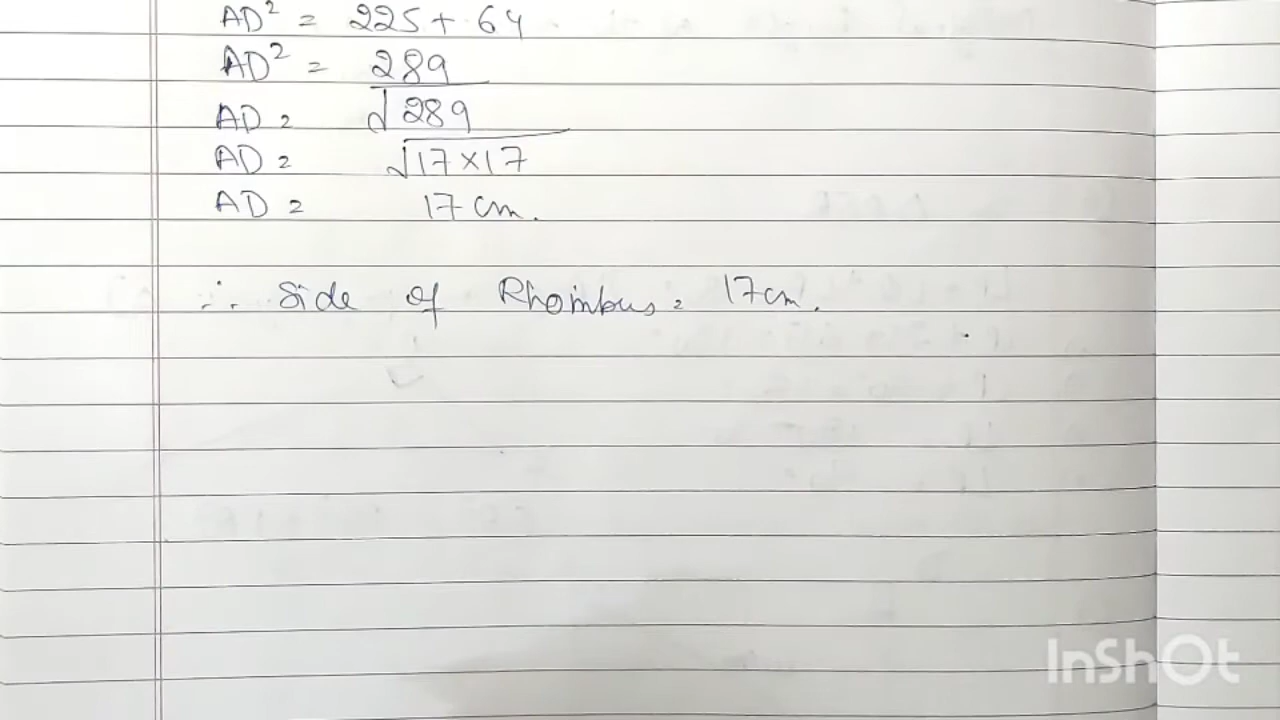 AD² = 225 + 64
AD² = 289
AD = √289
AD = √17×17
AD = 17 cm.
∴ Side of Rhombus = 17cm.
InShOt